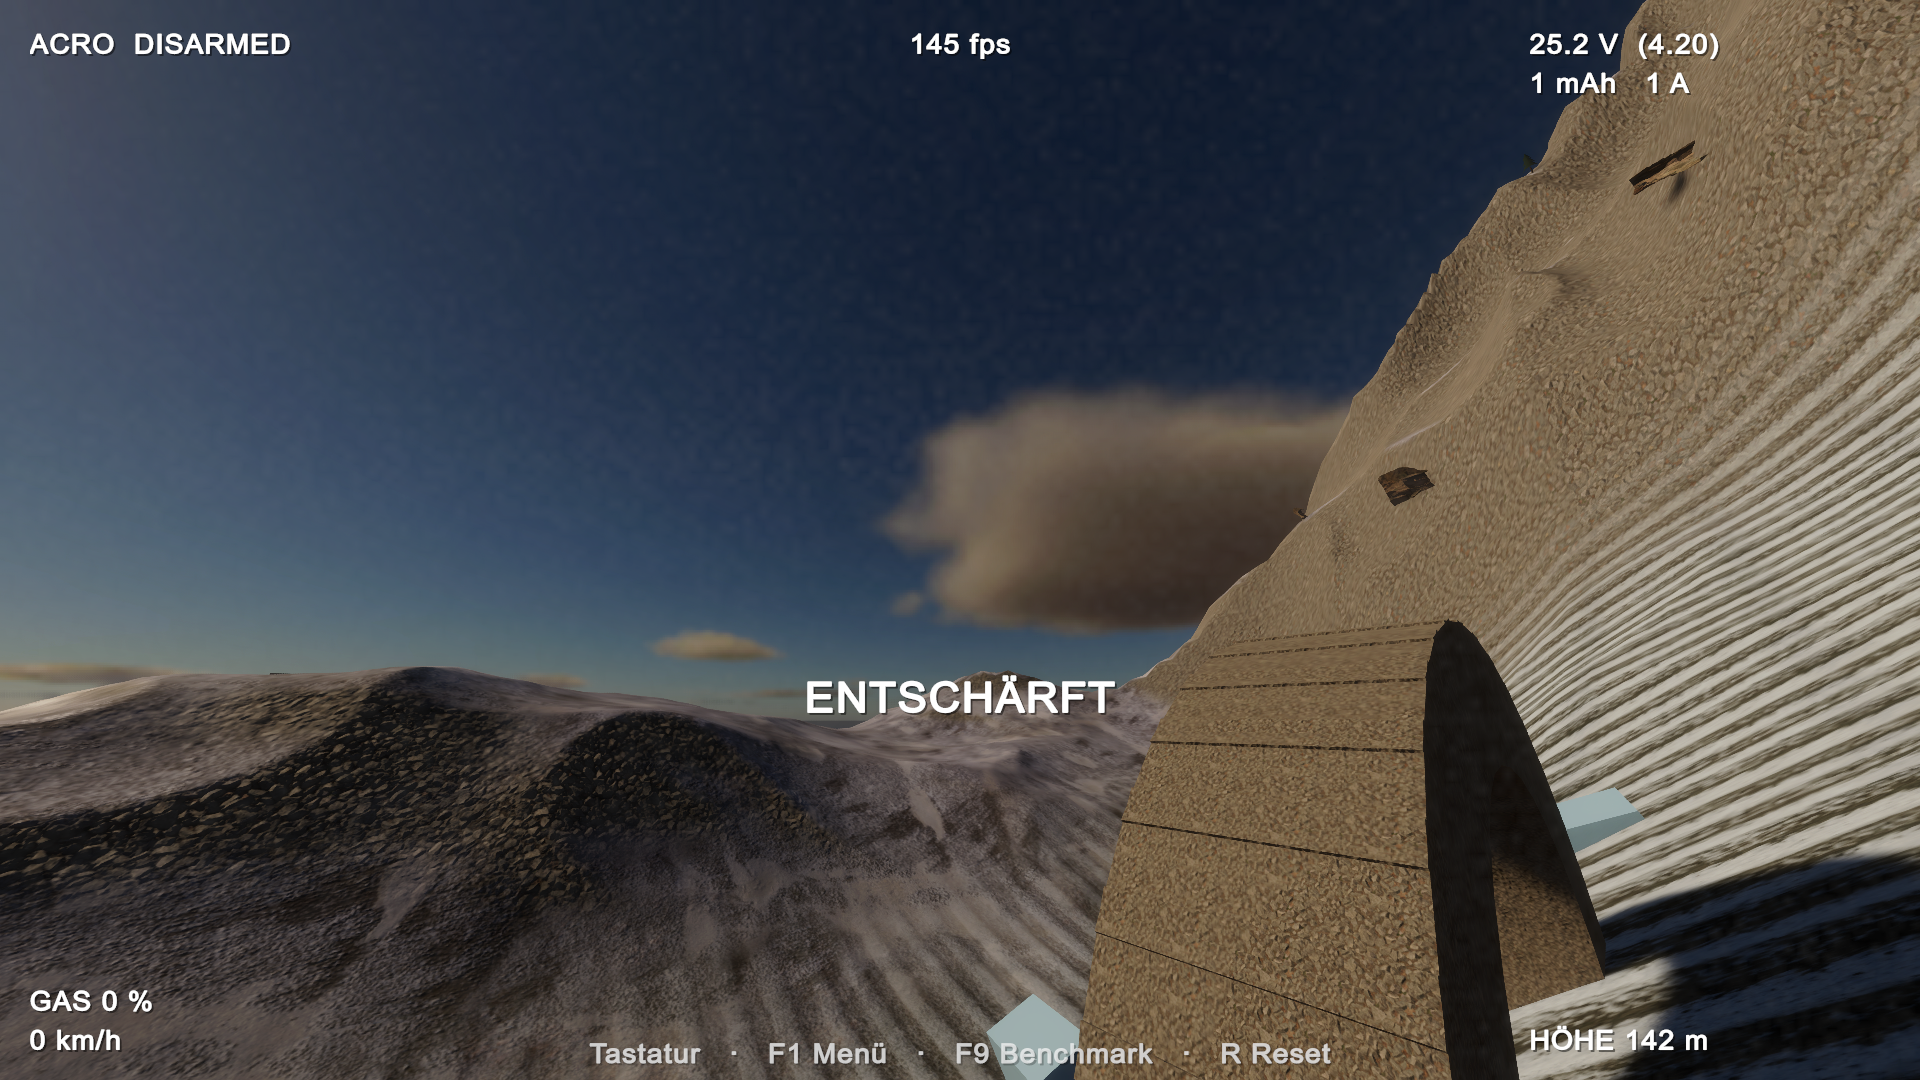 ACRO DISARMED
145 fps
25.2 V (4.20)
1 mAh 1 A
ENTSCHÄRFT
GAS 0 %
0 km/h
HÖHE 142 m
Tastatur · F1 Menü · F9 Benchmark · R Reset